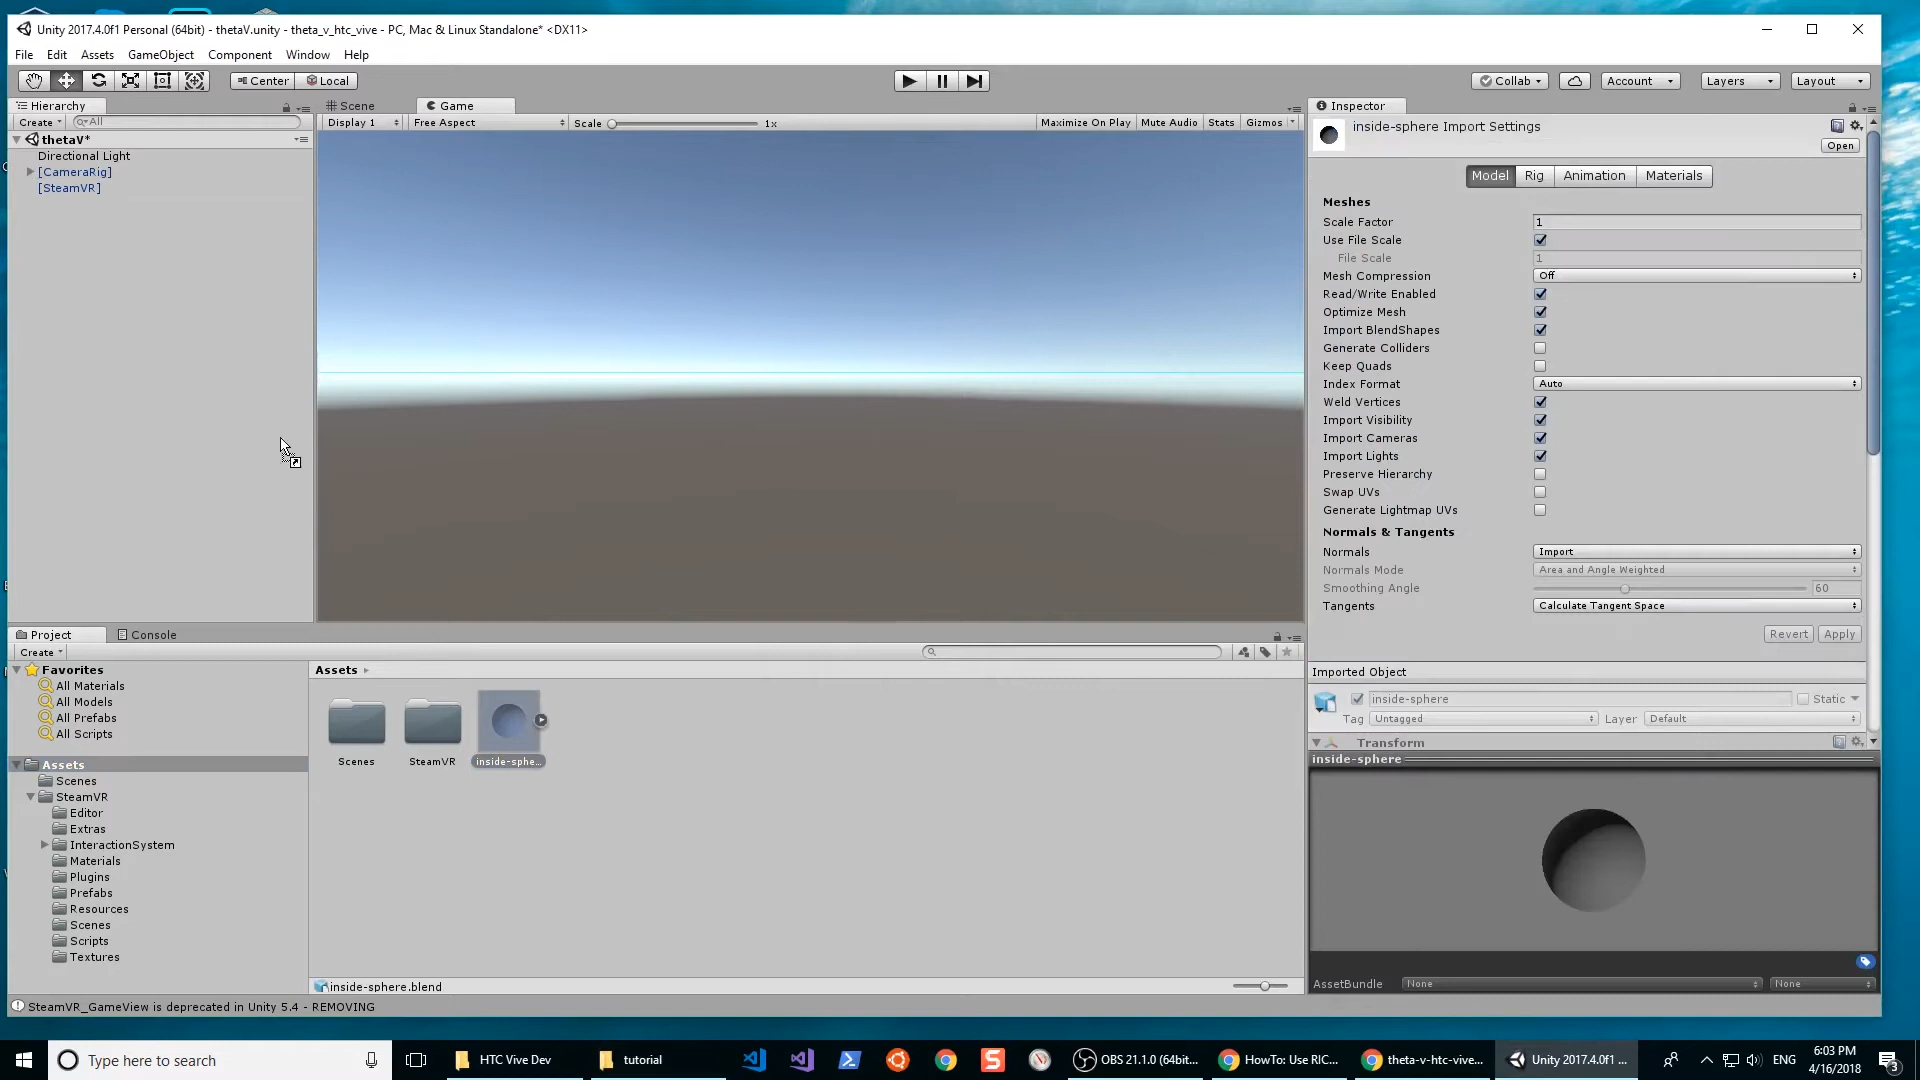 Unity 2017.4.0f1 Personal (64bit) - thetaV.unity - theta_v_htc_vive - PC, Mac & Linux Standalone* <DX11>
File Edit Assets GameObject Component Window Help
Center Local Collab Account Layers Layout
Hierarchy
Create All
thetaV*
Directional Light
[CameraRig]
[SteamVR]
Scene Game
Display 1 Free Aspect Scale 1x Maximize On Play Mute Audio Stats Gizmos
Inspector
inside-sphere Import Settings
Open
Model Rig Animation Materials
Meshes
Scale Factor 1
Use File Scale
File Scale 1
Mesh Compression Off
Read/Write Enabled
Optimize Mesh
Import BlendShapes
Generate Colliders
Keep Quads
Index Format Auto
Weld Vertices
Import Visibility
Import Cameras
Import Lights
Preserve Hierarchy
Swap UVs
Generate Lightmap UVs
Normals & Tangents
Normals Import
Normals Mode Area and Angle Weighted
Smoothing Angle 60
Tangents Calculate Tangent Space
Revert Apply
Imported Object
inside-sphere Static
Tag Untagged Layer Default
Transform
inside-sphere
AssetBundle None None
Project Console
Create
Favorites
All Materials
All Models
All Prefabs
All Scripts
Assets
Scenes
SteamVR
Editor
Extras
InteractionSystem
Materials
Plugins
Prefabs
Resources
Scenes
Scripts
Textures
Assets
Scenes SteamVR inside-sphe...
inside-sphere.blend
SteamVR_GameView is deprecated in Unity 5.4 - REMOVING
Type here to search
HTC Vive Dev
tutorial
OBS 21.1.0 (64bit...
HowTo: Use RIC...
theta-v-htc-vive...
Unity 2017.4.0f1 ...
ENG
6:03 PM
4/16/2018
3